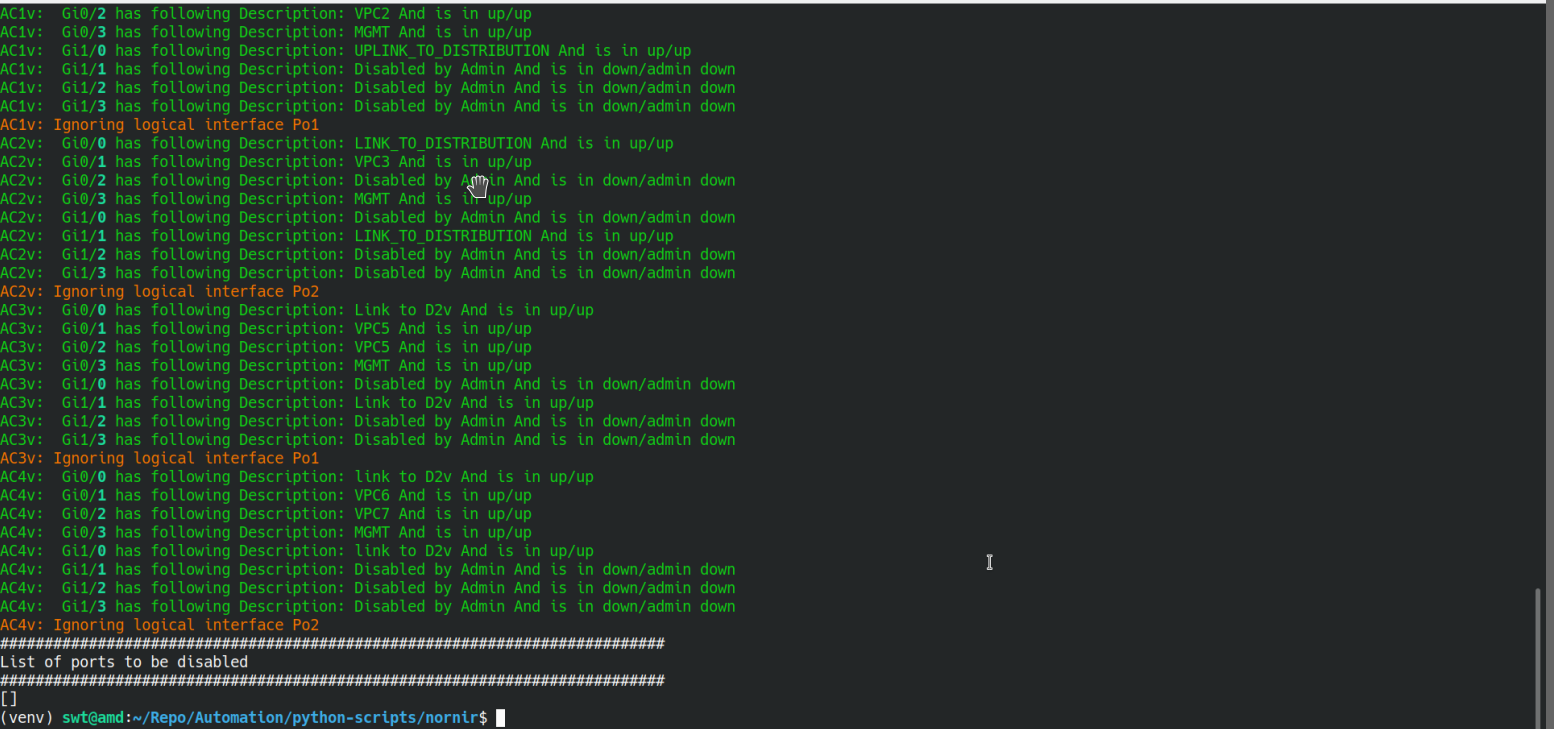 AC1v:  Gi0/2 has following Description: VPC2 And is in up/up
AC1v:  Gi0/3 has following Description: MGMT And is in up/up
AC1v:  Gi1/0 has following Description: UPLINK_TO_DISTRIBUTION And is in up/up
AC1v:  Gi1/1 has following Description: Disabled by Admin And is in down/admin down
AC1v:  Gi1/2 has following Description: Disabled by Admin And is in down/admin down
AC1v:  Gi1/3 has following Description: Disabled by Admin And is in down/admin down
AC1v: Ignoring logical interface Po1
AC2v:  Gi0/0 has following Description: LINK_TO_DISTRIBUTION And is in up/up
AC2v:  Gi0/1 has following Description: VPC3 And is in up/up
AC2v:  Gi0/2 has following Description: Disabled by Admin And is in down/admin down
AC2v:  Gi0/3 has following Description: MGMT And is in up/up
AC2v:  Gi1/0 has following Description: Disabled by Admin And is in down/admin down
AC2v:  Gi1/1 has following Description: LINK_TO_DISTRIBUTION And is in up/up
AC2v:  Gi1/2 has following Description: Disabled by Admin And is in down/admin down
AC2v:  Gi1/3 has following Description: Disabled by Admin And is in down/admin down
AC2v: Ignoring logical interface Po2
AC3v:  Gi0/0 has following Description: Link to D2v And is in up/up
AC3v:  Gi0/1 has following Description: VPC5 And is in up/up
AC3v:  Gi0/2 has following Description: VPC5 And is in up/up
AC3v:  Gi0/3 has following Description: MGMT And is in up/up
AC3v:  Gi1/0 has following Description: Disabled by Admin And is in down/admin down
AC3v:  Gi1/1 has following Description: Link to D2v And is in up/up
AC3v:  Gi1/2 has following Description: Disabled by Admin And is in down/admin down
AC3v:  Gi1/3 has following Description: Disabled by Admin And is in down/admin down
AC3v: Ignoring logical interface Po1
AC4v:  Gi0/0 has following Description: link to D2v And is in up/up
AC4v:  Gi0/1 has following Description: VPC6 And is in up/up
AC4v:  Gi0/2 has following Description: VPC7 And is in up/up
AC4v:  Gi0/3 has following Description: MGMT And is in up/up
AC4v:  Gi1/0 has following Description: link to D2v And is in up/up
AC4v:  Gi1/1 has following Description: Disabled by Admin And is in down/admin down
AC4v:  Gi1/2 has following Description: Disabled by Admin And is in down/admin down
AC4v:  Gi1/3 has following Description: Disabled by Admin And is in down/admin down
AC4v: Ignoring logical interface Po2
###########################################################################
List of ports to be disabled
###########################################################################
[]
(venv) swt@amd:~/Repo/Automation/python-scripts/nornir$